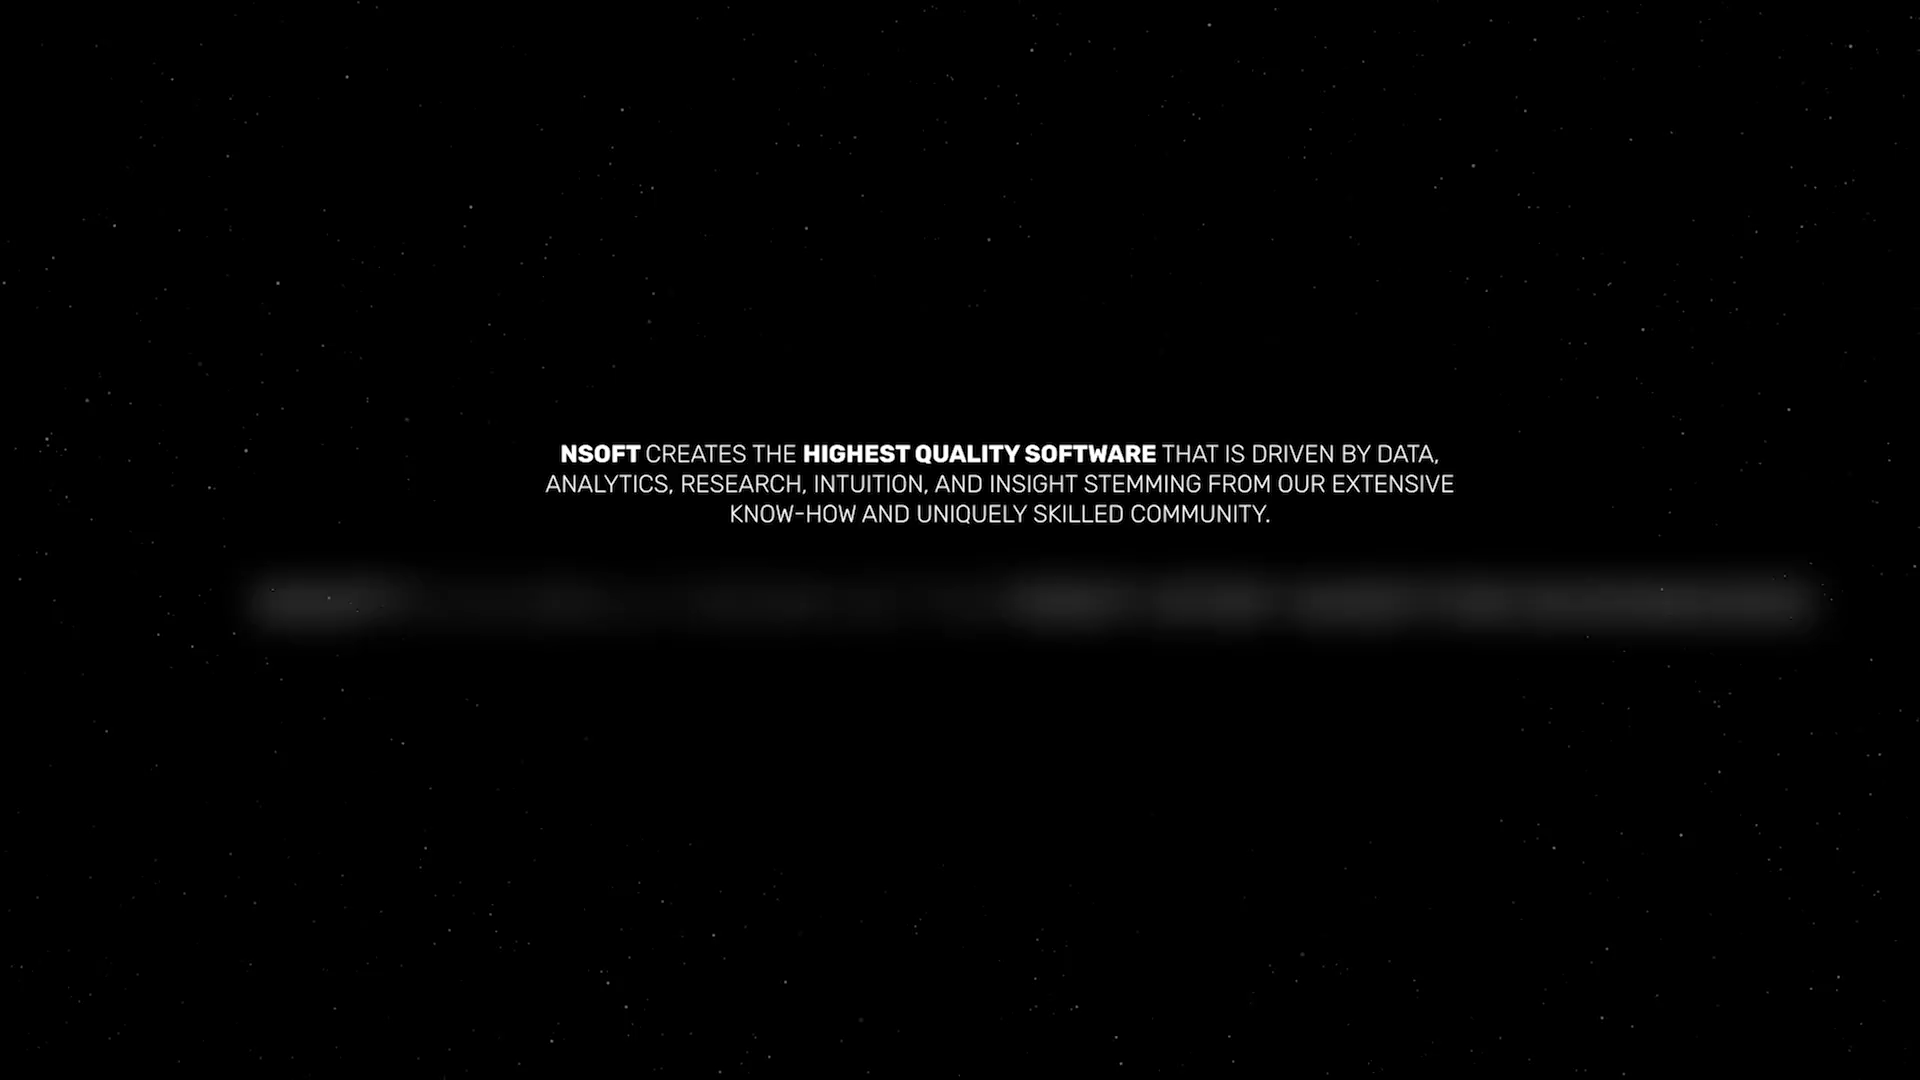 NSOFT CREATES THE HIGHEST QUALITY SOFTWARE THAT IS DRIVEN BY DATA,
ANALYTICS, RESEARCH, INTUITION, AND INSIGHT STEMMING FROM OUR EXTENSIVE
KNOW-HOW AND UNIQUELY SKILLED COMMUNITY.